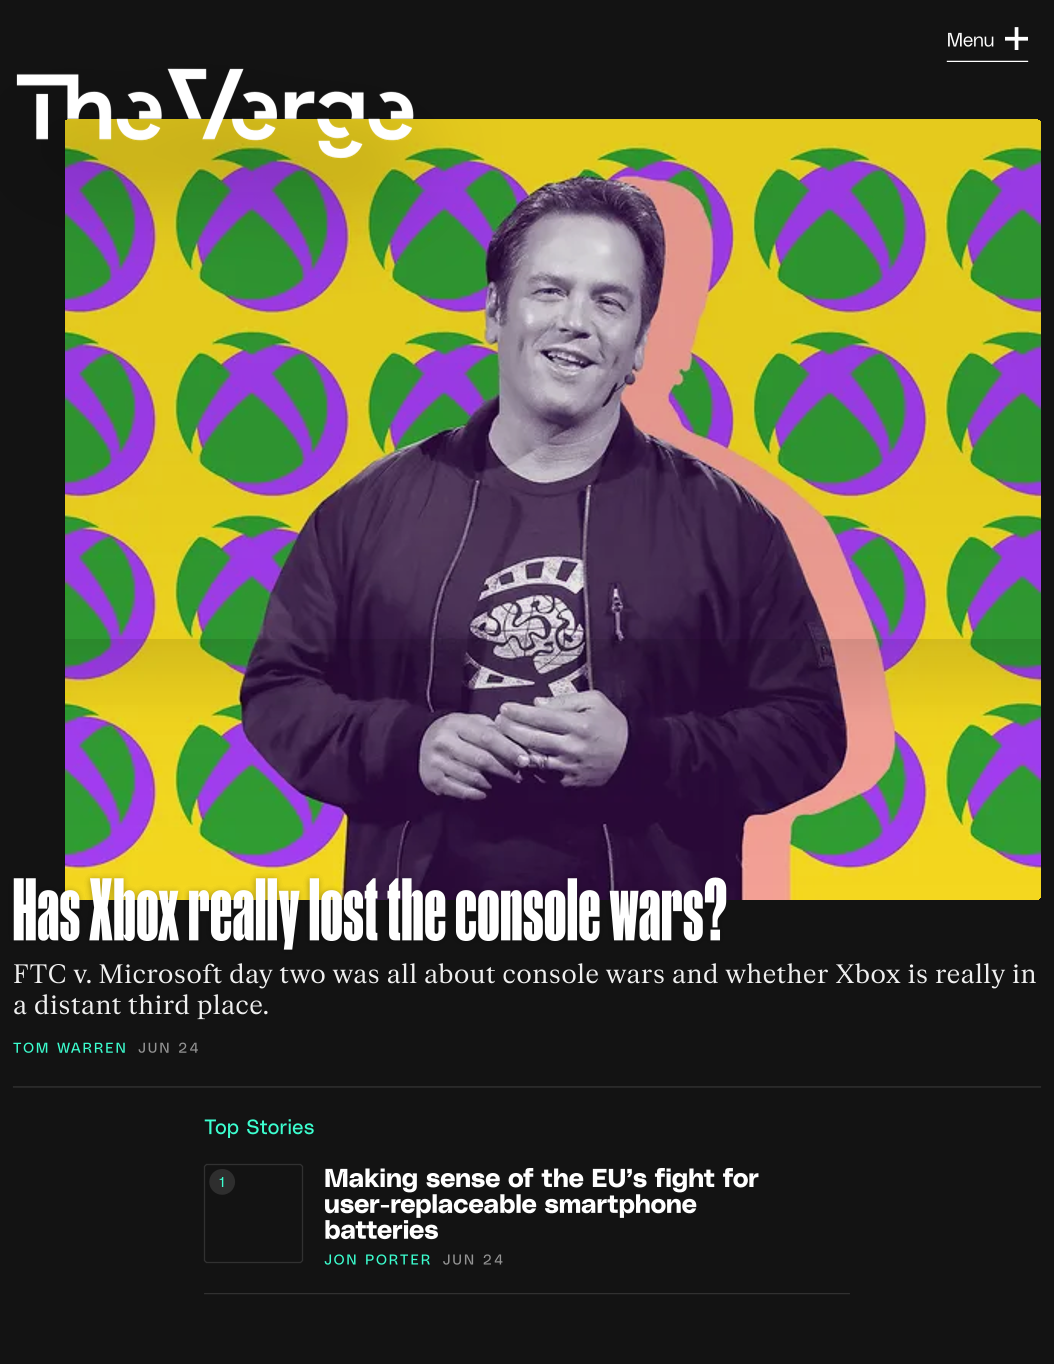 Menu
The Verge
Has Xbox really lost the console wars?
FTC v. Microsoft day two was all about console wars and whether Xbox is really in
a distant third place.
TOM WARREN JUN 24
Top Stories
1
Making sense of the EU’s fight for
user-replaceable smartphone
batteries
JON PORTER JUN 24